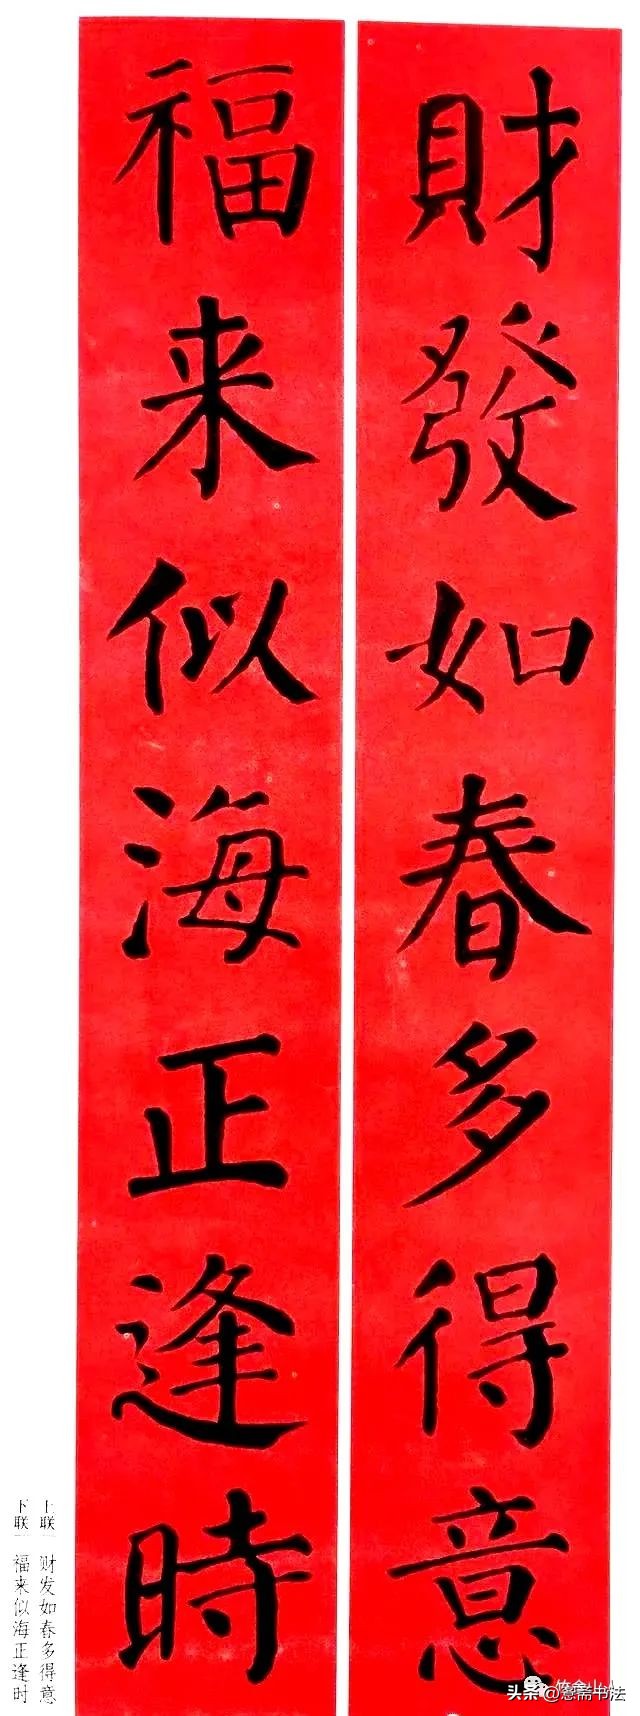 財發如春多得意
福来似海正逢時
上联 财发如春多得意
下联 福来似海正逢时
头条@惫斋书法